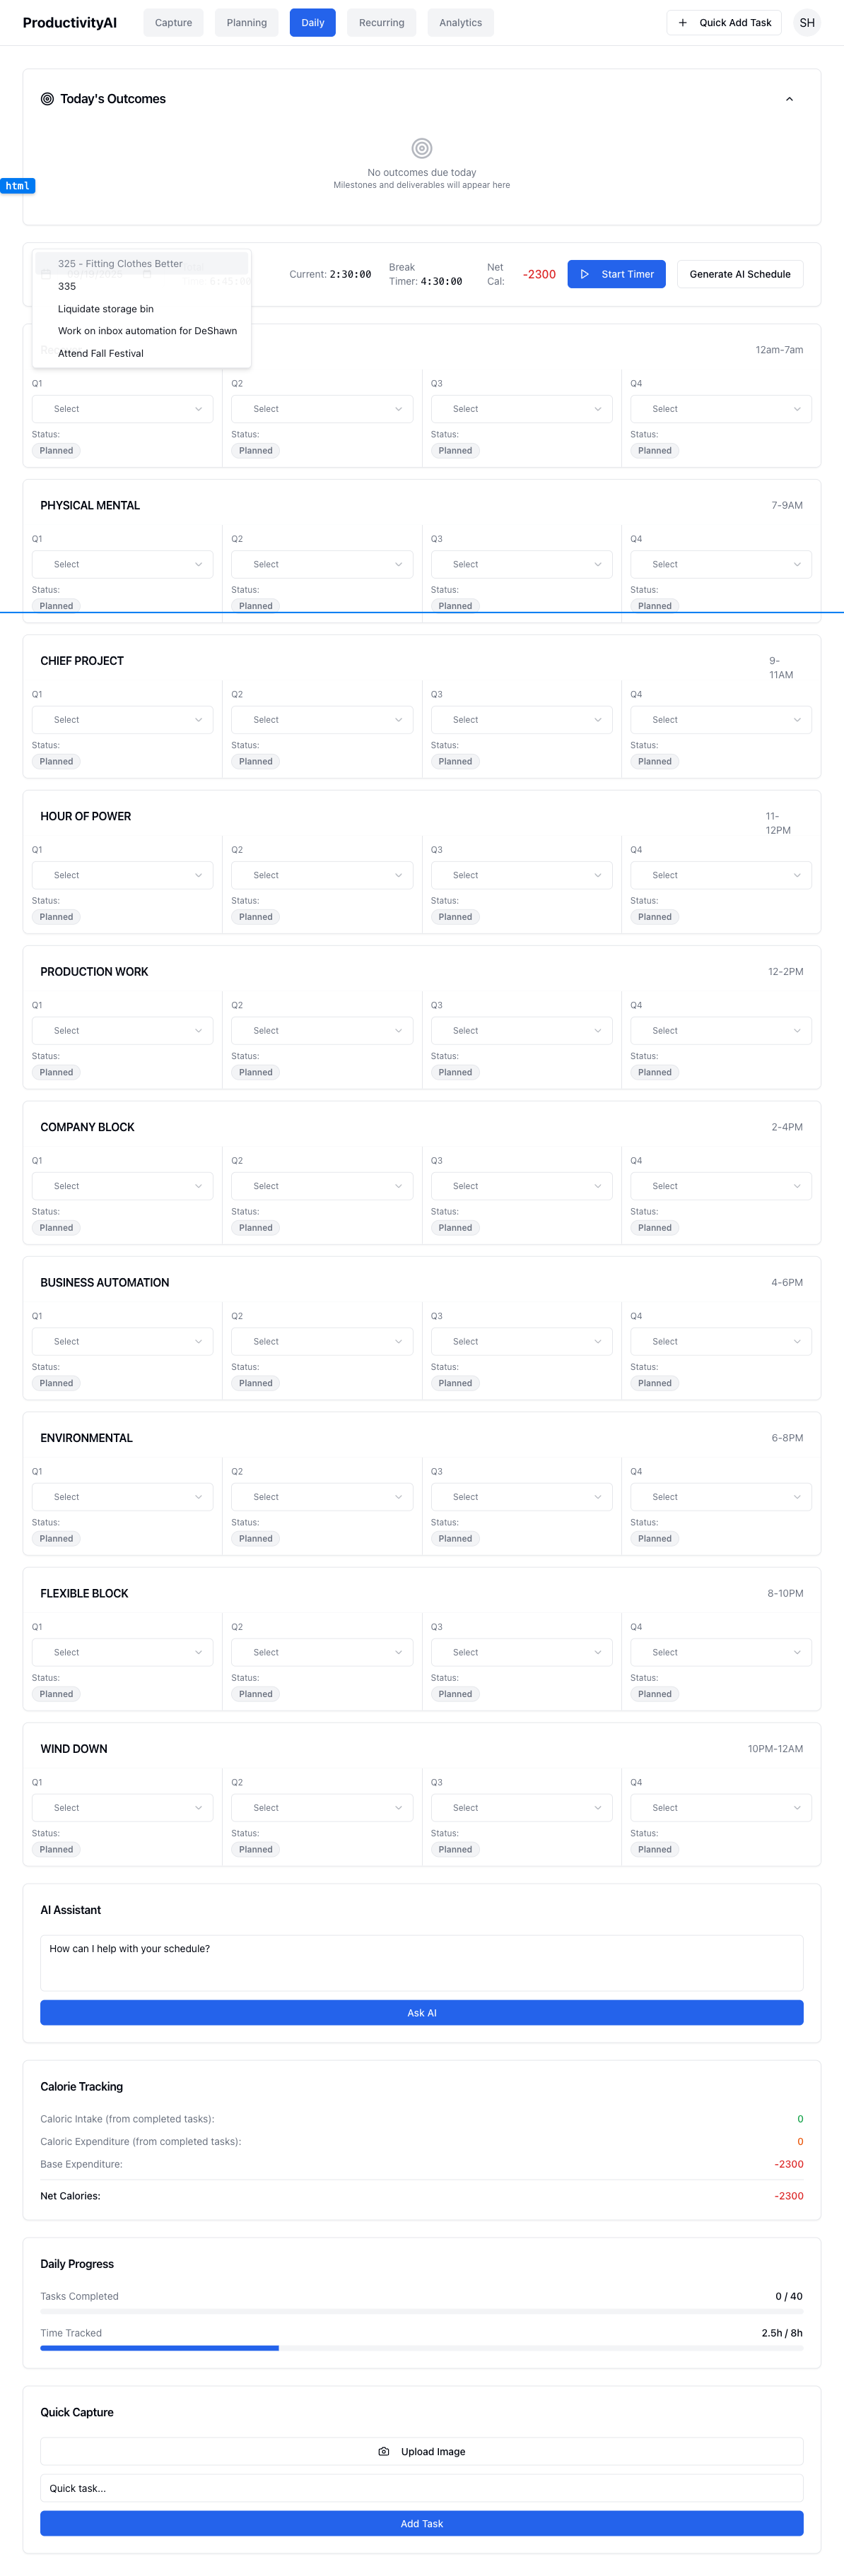 ProductivityAI
Capture
Planning
Daily
Recurring
Analytics
Quick Add Task
SH
Today's Outcomes
No outcomes due today
Milestones and deliverables will appear here
html
325 - Fitting Clothes Better
335
Liquidate storage bin
Work on inbox automation for DeShawn
Attend Fall Festival
Current: 2:30:00
Break
Timer: 4:30:00
Net
Cal:
-2300
Start Timer
Generate AI Schedule
12am-7am
Q1
Q2
Q3
Q4
Select
Select
Select
Select
Status:
Status:
Status:
Status:
Planned
Planned
Planned
Planned
PHYSICAL MENTAL
7-9AM
Q1
Q2
Q3
Q4
Select
Select
Select
Select
Status:
Status:
Status:
Status:
Planned
Planned
Planned
Planned
CHIEF PROJECT
9-
11AM
Q1
Q2
Q3
Q4
Select
Select
Select
Select
Status:
Status:
Status:
Status:
Planned
Planned
Planned
Planned
HOUR OF POWER
11-
12PM
Q1
Q2
Q3
Q4
Select
Select
Select
Select
Status:
Status:
Status:
Status:
Planned
Planned
Planned
Planned
PRODUCTION WORK
12-2PM
Q1
Q2
Q3
Q4
Select
Select
Select
Select
Status:
Status:
Status:
Status:
Planned
Planned
Planned
Planned
COMPANY BLOCK
2-4PM
Q1
Q2
Q3
Q4
Select
Select
Select
Select
Status:
Status:
Status:
Status:
Planned
Planned
Planned
Planned
BUSINESS AUTOMATION
4-6PM
Q1
Q2
Q3
Q4
Select
Select
Select
Select
Status:
Status:
Status:
Status:
Planned
Planned
Planned
Planned
ENVIRONMENTAL
6-8PM
Q1
Q2
Q3
Q4
Select
Select
Select
Select
Status:
Status:
Status:
Status:
Planned
Planned
Planned
Planned
FLEXIBLE BLOCK
8-10PM
Q1
Q2
Q3
Q4
Select
Select
Select
Select
Status:
Status:
Status:
Status:
Planned
Planned
Planned
Planned
WIND DOWN
10PM-12AM
Q1
Q2
Q3
Q4
Select
Select
Select
Select
Status:
Status:
Status:
Status:
Planned
Planned
Planned
Planned
AI Assistant
How can I help with your schedule?
Ask AI
Calorie Tracking
Caloric Intake (from completed tasks):
0
Caloric Expenditure (from completed tasks):
0
Base Expenditure:
-2300
Net Calories:
-2300
Daily Progress
Tasks Completed
0 / 40
Time Tracked
2.5h / 8h
Quick Capture
Upload Image
Quick task...
Add Task